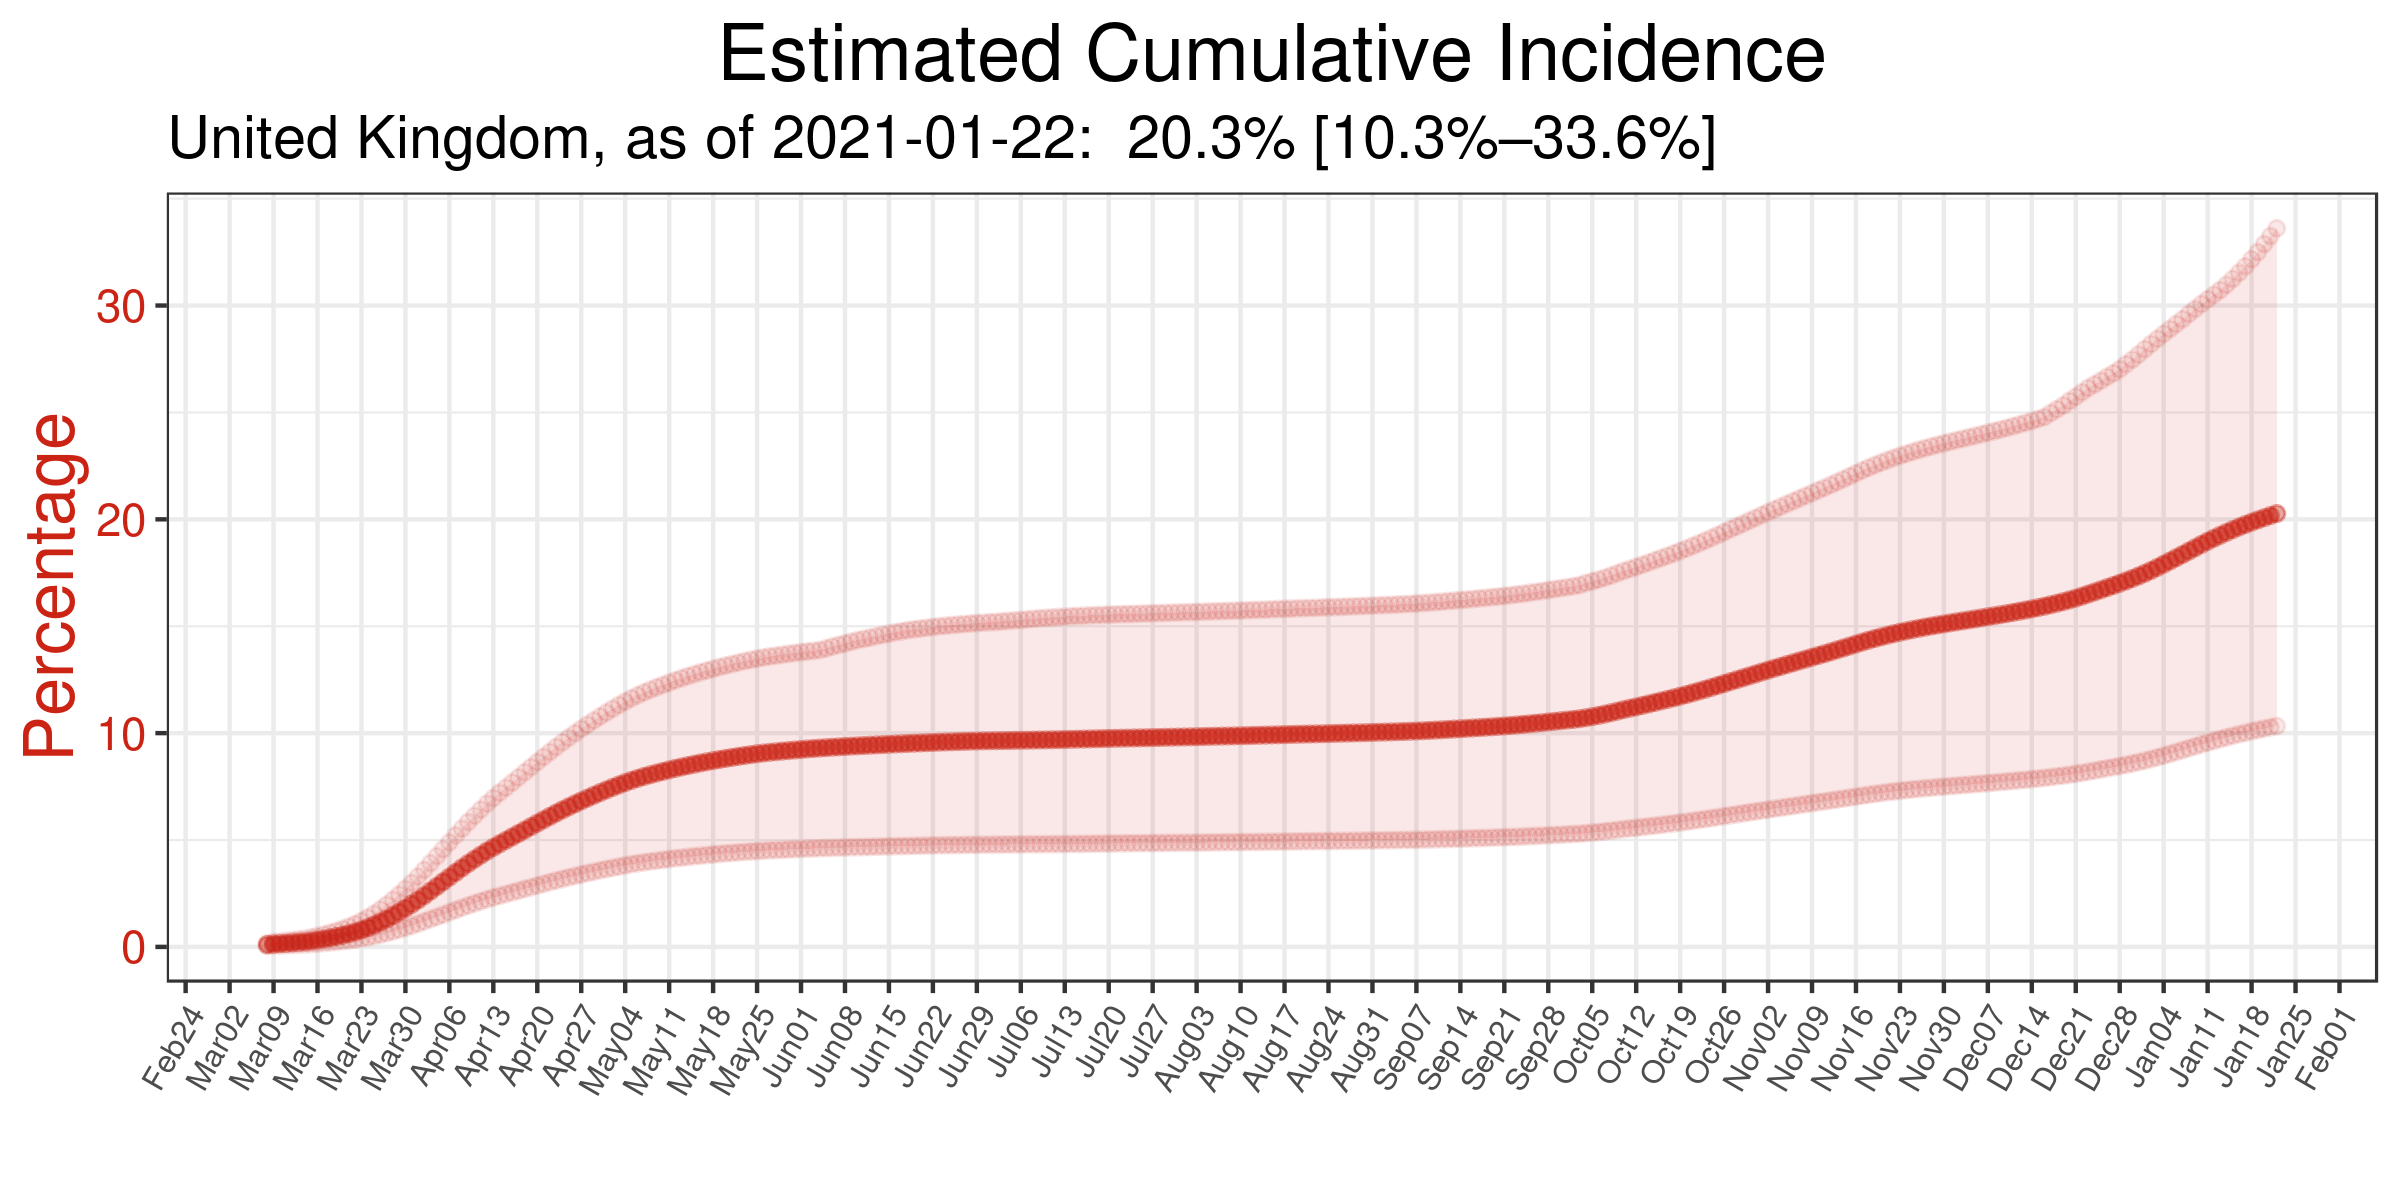 Estimated Cumulative Incidence
United Kingdom, as of 2021-01-22:  20.3% [10.3%–33.6%]
Percentage
30
20
10
0
Feb24
Mar02
Mar09
Mar16
Mar23
Mar30
Apr06
Apr13
Apr20
Apr27
May04
May11
May18
May25
Jun01
Jun08
Jun15
Jun22
Jun29
Jul06
Jul13
Jul20
Jul27
Aug03
Aug10
Aug17
Aug24
Aug31
Sep07
Sep14
Sep21
Sep28
Oct05
Oct12
Oct19
Oct26
Nov02
Nov09
Nov16
Nov23
Nov30
Dec07
Dec14
Dec21
Dec28
Jan04
Jan11
Jan18
Jan25
Feb01